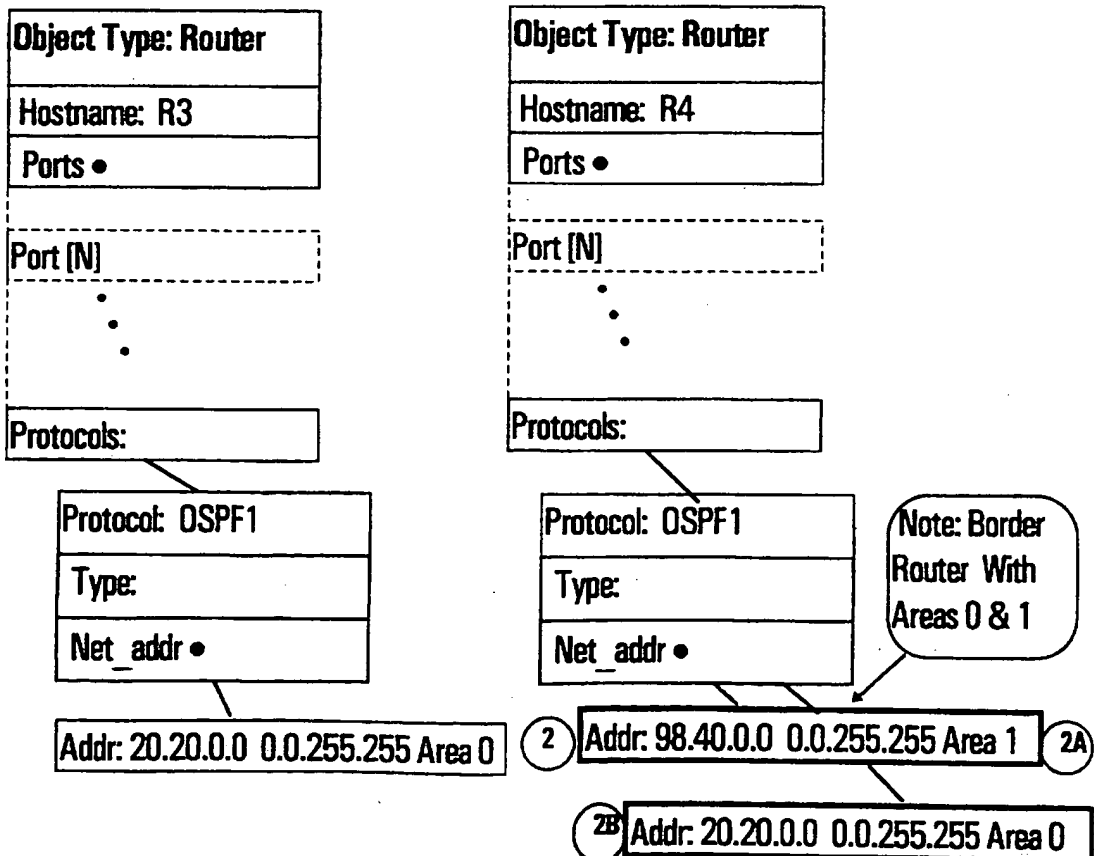 Object Type: Router
Hostname: R3
Ports •
Port [N]
Protocols:
Protocol: OSPF1
Type:
Net_addr •
Addr: 20.20.0.0 0.0.255.255 Area 0
Object Type: Router
Hostname: R4
Ports •
Port [N]
Protocols:
Protocol: OSPF1
Type:
Net_addr •
Note: Border
Router With
Areas 0 & 1
2
Addr: 98.40.0.0 0.0.255.255 Area 1
2A
2B
Addr: 20.20.0.0 0.0.255.255 Area 0